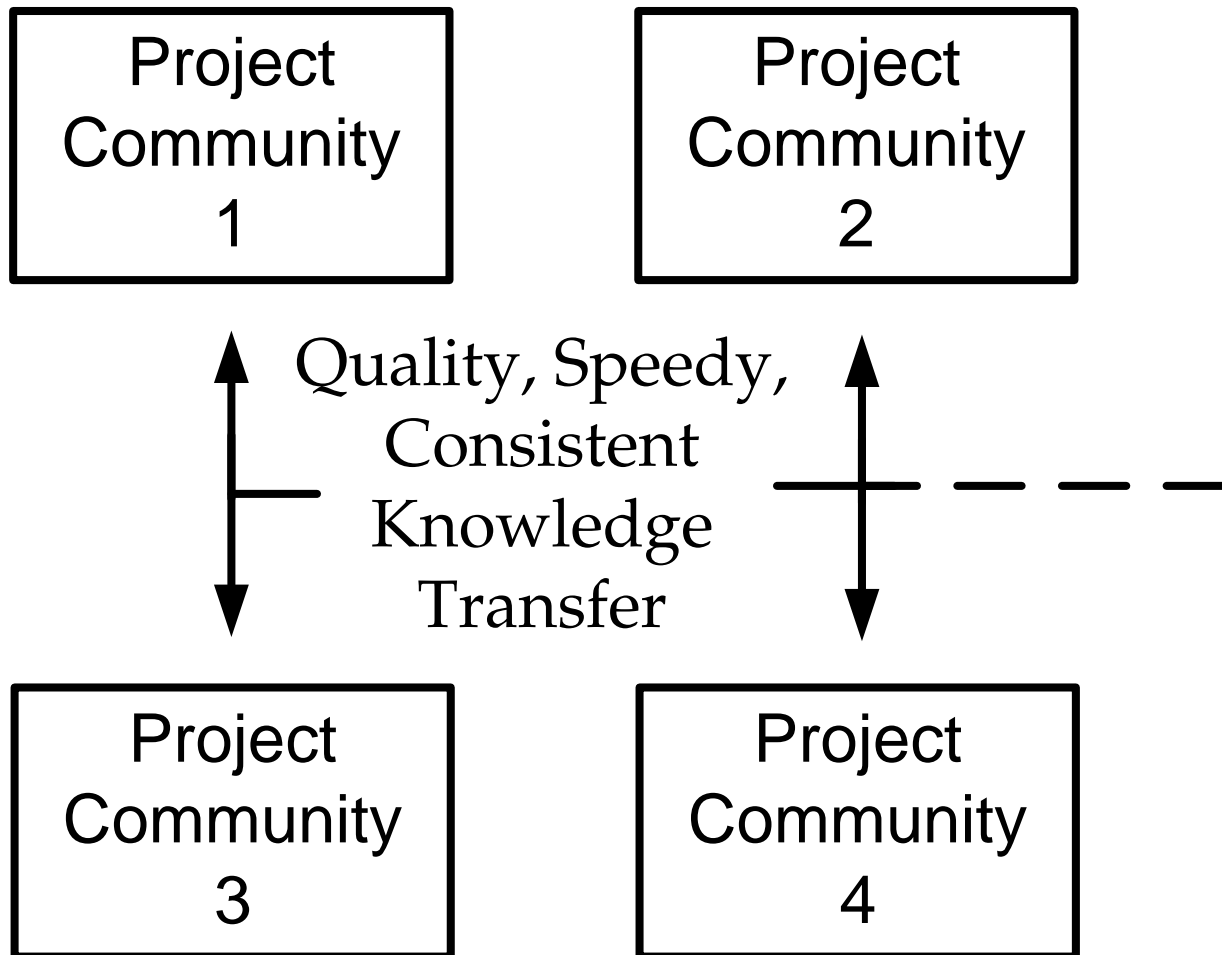 Project
Community
1
Project
Community
2
Quality, Speedy,
Consistent
Knowledge
Transfer
Project
Community
3
Project
Community
4